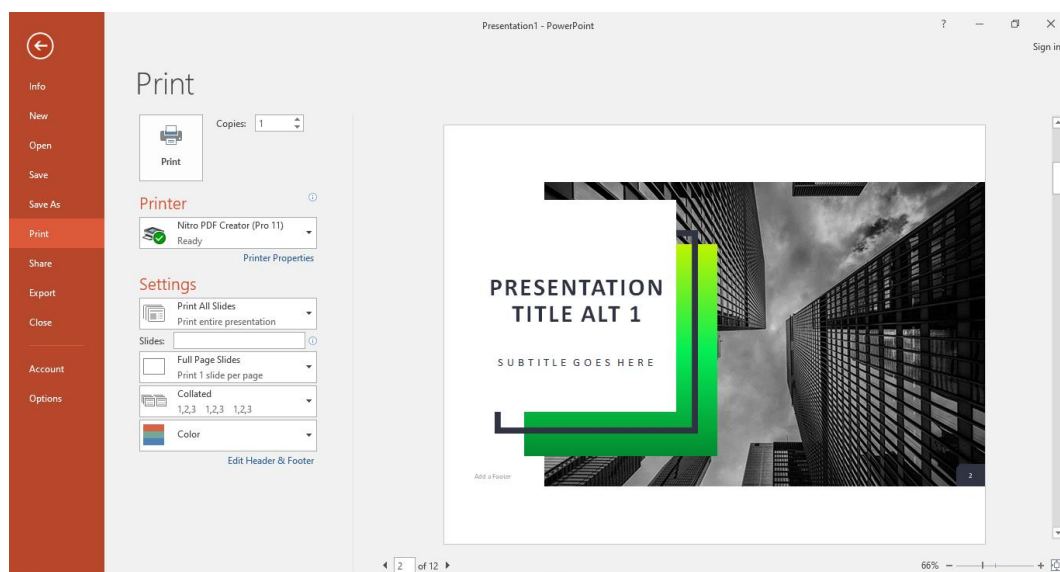 Presentation1 - PowerPoint
?
Sign in
Info
New
Open
Save
Save As
Print
Share
Export
Close
Account
Options
Print
Copies: 1
Print
Printer
Nitro PDF Creator (Pro 11)
Ready
Printer Properties
Settings
Print All Slides
Print entire presentation
Slides:
Full Page Slides
Print 1 slide per page
Collated
1,2,3 1,2,3 1,2,3
Color
Edit Header & Footer
PRESENTATION
TITLE ALT 1
SUBTITLE GOES HERE
Add a Footer
2
2 of 12
66%